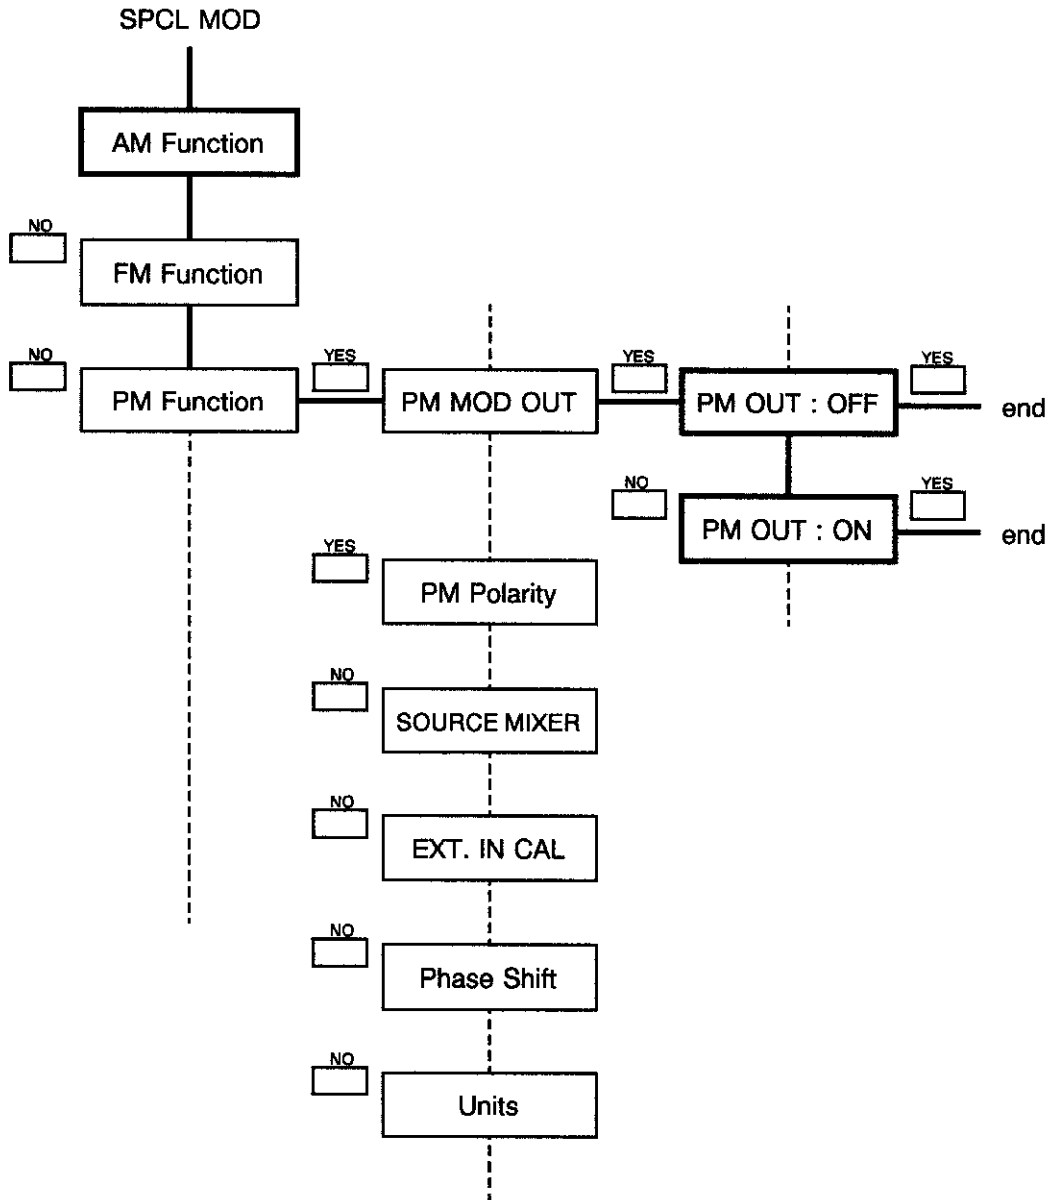 SPCL MOD
AM Function
NO
FM Function
NO
PM Function
YES
PM MOD OUT
YES
PM OUT : OFF
YES
end
NO
PM OUT : ON
YES
end
YES
PM Polarity
NO
SOURCE MIXER
NO
EXT. IN CAL
NO
Phase Shift
NO
Units